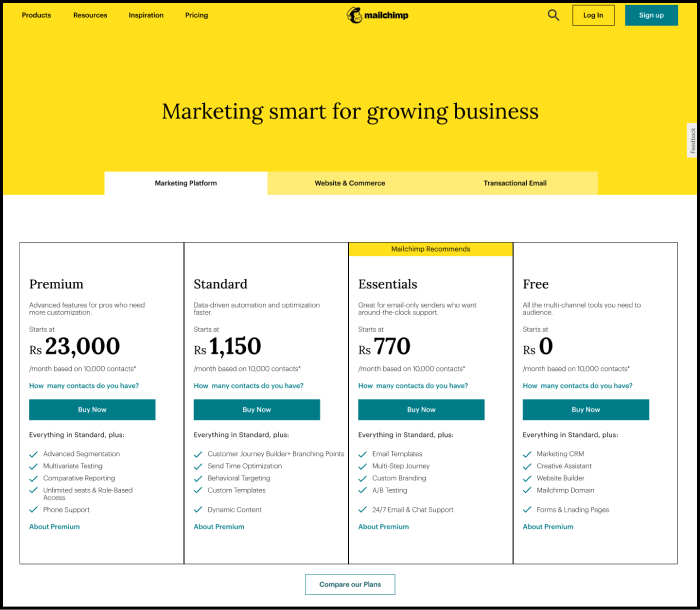 Products Resources Inspiration Pricing mailchimp Log In Sign up
Marketing smart for growing business
Feedback
Marketing Platform Website & Commerce Transactional Email
Mailchimp Recommends
Premium
Advanced features for pros who need
more customization.
Starts at
Rs 23,000
/month based on 10,000 contacts*
How many contacts do you have?
Buy Now
Everything in Standard, plus:
Advanced Segmentation
Multivariate Testing
Comparative Reporting
Unlimited seats & Role-Based
Access
Phone Support
About Premium
Standard
Data-driven automation and optimization
faster.
Starts at
Rs 1,150
/month based on 10,000 contacts*
How many contacts do you have?
Buy Now
Everything in Standard, plus:
Customer Journey Builder+ Branching Points
Send Time Optimization
Behavioral Targeting
Custom Templates
Dynamic Content
About Premium
Essentials
Great for email-only senders who want
around-the-clock support.
Starts at
Rs 770
/month based on 10,000 contacts*
How many contacts do you have?
Buy Now
Everything in Standard, plus:
Email Templates
Multi-Step Journey
Custom Branding
A/B Testing
24/7 Email & Chat Support
About Premium
Free
All the multi-channel tools you need to
audience.
Starts at
Rs 0
/month based on 10,000 contacts*
How many contacts do you have?
Buy Now
Everything in Standard, plus:
Marketing CRM
Creative Assistant
Website Builder
Mailchimp Domain
Forms & Lnading Pages
About Premium
Compare our Plans